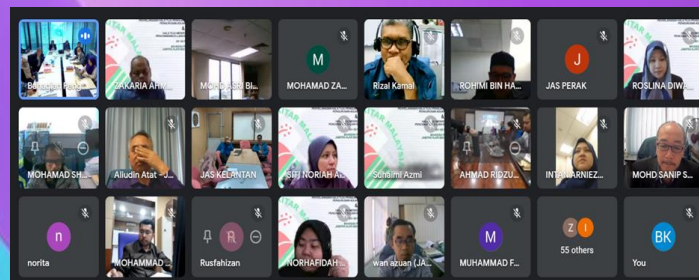 ZAKARIA AHM...
MOHD ASRI BI...
M
MOHAMAD ZA...
Rizal Kamal
ROHIMI BIN HA...
J
JAS PERAK
ROSLINA DIWA...
MOHAMAD SH...
Alludin Atat - J...
JAS KELANTAN
SITI NORIAH A...
Suhaimi Azmi
AHMAD RIDZU...
INTAN ARNIEZ...
MOHD SANIP S...
n
norita
MOHAMMAD ...
R
Rusfahizan
NORHAFIDAH ...
wan azuan (JA...
M
MUHAMMAD F...
Z I
55 others
BK
You